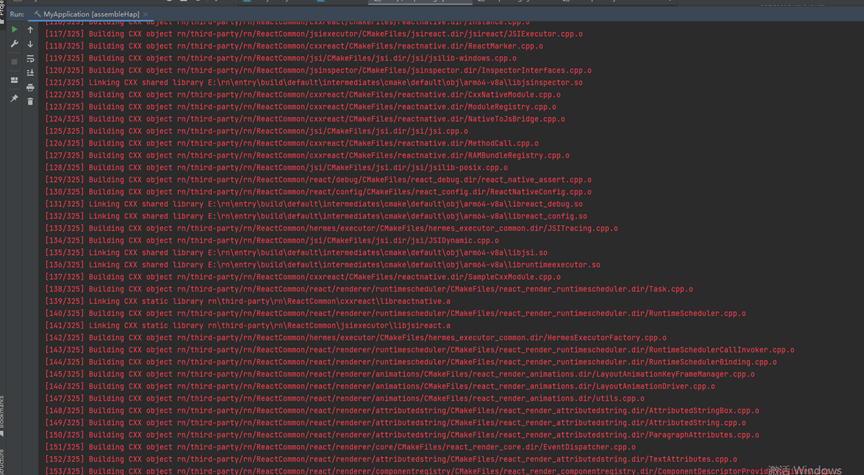 Run: MyApplication [assembleHap] ×
[116/325] Building CXX object rn/third-party/rn/ReactCommon/cxxreact/CMakeFiles/reactnative.dir/Instance.cpp.o
[117/325] Building CXX object rn/third-party/rn/ReactCommon/jsiexecutor/CMakeFiles/jsireact.dir/jsireact/JSIExecutor.cpp.o
[118/325] Building CXX object rn/third-party/rn/ReactCommon/cxxreact/CMakeFiles/reactnative.dir/ReactMarker.cpp.o
[119/325] Building CXX object rn/third-party/rn/ReactCommon/jsi/CMakeFiles/jsi.dir/jsi/jsilib-windows.cpp.o
[120/325] Building CXX object rn/third-party/rn/ReactCommon/jsinspector/CMakeFiles/jsinspector.dir/InspectorInterfaces.cpp.o
[121/325] Linking CXX shared library E:\rn\entry\build\default\intermediates\cmake\default\obj\arm64-v8a\libjsinspector.so
[122/325] Building CXX object rn/third-party/rn/ReactCommon/cxxreact/CMakeFiles/reactnative.dir/CxxNativeModule.cpp.o
[123/325] Building CXX object rn/third-party/rn/ReactCommon/cxxreact/CMakeFiles/reactnative.dir/ModuleRegistry.cpp.o
[124/325] Building CXX object rn/third-party/rn/ReactCommon/cxxreact/CMakeFiles/reactnative.dir/NativeToJsBridge.cpp.o
[125/325] Building CXX object rn/third-party/rn/ReactCommon/jsi/CMakeFiles/jsi.dir/jsi/jsi.cpp.o
[126/325] Building CXX object rn/third-party/rn/ReactCommon/cxxreact/CMakeFiles/reactnative.dir/MethodCall.cpp.o
[127/325] Building CXX object rn/third-party/rn/ReactCommon/cxxreact/CMakeFiles/reactnative.dir/RAMBundleRegistry.cpp.o
[128/325] Building CXX object rn/third-party/rn/ReactCommon/jsi/CMakeFiles/jsi.dir/jsi/jsilib-posix.cpp.o
[129/325] Building CXX object rn/third-party/rn/ReactCommon/react/debug/CMakeFiles/react_debug.dir/react_native_assert.cpp.o
[130/325] Building CXX object rn/third-party/rn/ReactCommon/react/config/CMakeFiles/react_config.dir/ReactNativeConfig.cpp.o
[131/325] Linking CXX shared library E:\rn\entry\build\default\intermediates\cmake\default\obj\arm64-v8a\libreact_debug.so
[132/325] Linking CXX shared library E:\rn\entry\build\default\intermediates\cmake\default\obj\arm64-v8a\libreact_config.so
[133/325] Building CXX object rn/third-party/rn/ReactCommon/hermes/executor/CMakeFiles/hermes_executor_common.dir/JSITracing.cpp.o
[134/325] Building CXX object rn/third-party/rn/ReactCommon/jsi/CMakeFiles/jsi.dir/jsi/JSIDynamic.cpp.o
[135/325] Linking CXX shared library E:\rn\entry\build\default\intermediates\cmake\default\obj\arm64-v8a\libjsi.so
[136/325] Linking CXX shared library E:\rn\entry\build\default\intermediates\cmake\default\obj\arm64-v8a\libruntimeexecutor.so
[137/325] Building CXX object rn/third-party/rn/ReactCommon/cxxreact/CMakeFiles/reactnative.dir/SampleCxxModule.cpp.o
[138/325] Building CXX object rn/third-party/rn/ReactCommon/react/renderer/runtimescheduler/CMakeFiles/react_render_runtimescheduler.dir/Task.cpp.o
[139/325] Linking CXX static library rn\third-party\rn\ReactCommon\cxxreact\libreactnative.a
[140/325] Building CXX object rn/third-party/rn/ReactCommon/react/renderer/runtimescheduler/CMakeFiles/react_render_runtimescheduler.dir/RuntimeScheduler.cpp.o
[141/325] Linking CXX static library rn\third-party\rn\ReactCommon\jsiexecutor\libjsireact.a
[142/325] Building CXX object rn/third-party/rn/ReactCommon/hermes/executor/CMakeFiles/hermes_executor_common.dir/HermesExecutorFactory.cpp.o
[143/325] Building CXX object rn/third-party/rn/ReactCommon/react/renderer/runtimescheduler/CMakeFiles/react_render_runtimescheduler.dir/RuntimeSchedulerCallInvoker.cpp.o
[144/325] Building CXX object rn/third-party/rn/ReactCommon/react/renderer/runtimescheduler/CMakeFiles/react_render_runtimescheduler.dir/RuntimeSchedulerBinding.cpp.o
[145/325] Building CXX object rn/third-party/rn/ReactCommon/react/renderer/animations/CMakeFiles/react_render_animations.dir/LayoutAnimationKeyFrameManager.cpp.o
[146/325] Building CXX object rn/third-party/rn/ReactCommon/react/renderer/animations/CMakeFiles/react_render_animations.dir/LayoutAnimationDriver.cpp.o
[147/325] Building CXX object rn/third-party/rn/ReactCommon/react/renderer/animations/CMakeFiles/react_render_animations.dir/utils.cpp.o
[148/325] Building CXX object rn/third-party/rn/ReactCommon/react/renderer/attributedstring/CMakeFiles/react_render_attributedstring.dir/AttributedStringBox.cpp.o
[149/325] Building CXX object rn/third-party/rn/ReactCommon/react/renderer/attributedstring/CMakeFiles/react_render_attributedstring.dir/AttributedString.cpp.o
[150/325] Building CXX object rn/third-party/rn/ReactCommon/react/renderer/attributedstring/CMakeFiles/react_render_attributedstring.dir/ParagraphAttributes.cpp.o
[151/325] Building CXX object rn/third-party/rn/ReactCommon/react/renderer/core/CMakeFiles/react_render_core.dir/EventDispatcher.cpp.o
[152/325] Building CXX object rn/third-party/rn/ReactCommon/react/renderer/attributedstring/CMakeFiles/react_render_attributedstring.dir/TextAttributes.cpp.o
[153/325] Building CXX object rn/third-party/rn/ReactCommon/react/renderer/componentregistry/CMakeFiles/react_render_componentregistry.dir/ComponentDescriptorProvid
激活 Windows
Bookmarks